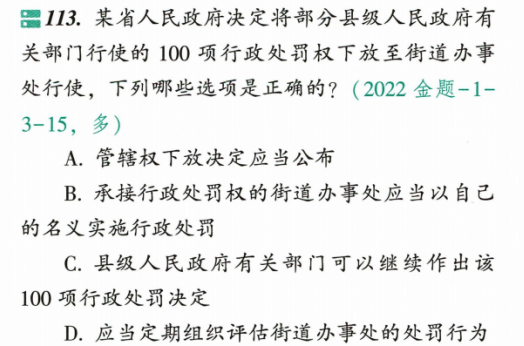 113. 某省人民政府决定将部分县级人民政府有
关部门行使的 100 项行政处罚权下放至街道办事
处行使，下列哪些选项是正确的？(2022 金题-1-
3-15，多)
A. 管辖权下放决定应当公布
B. 承接行政处罚权的街道办事处应当以自己
的名义实施行政处罚
C. 县级人民政府有关部门可以继续作出该
100 项行政处罚决定
D. 应当定期组织评估街道办事处的处罚行为